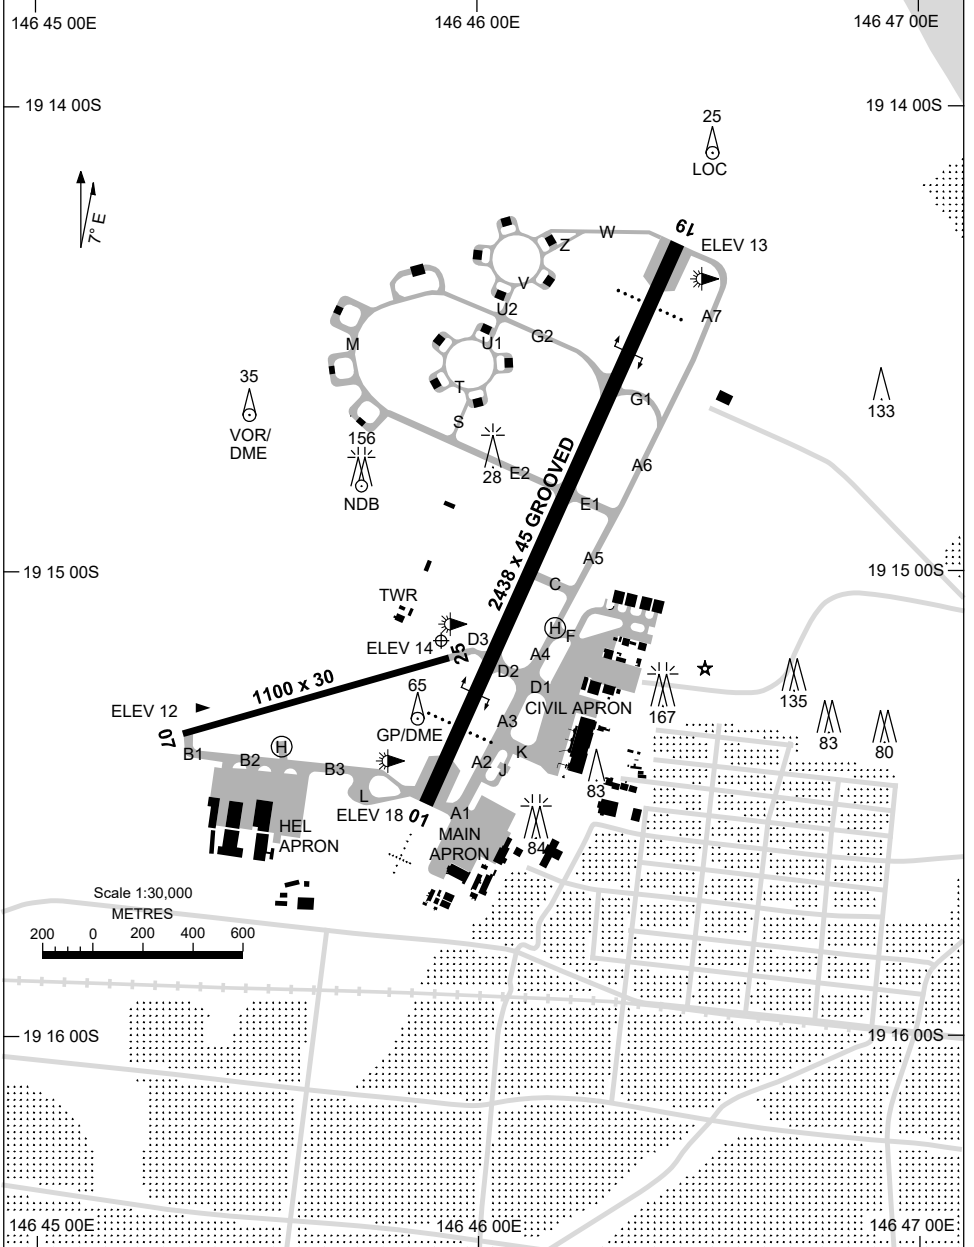 146 45 00E
146 46 00E
146 47 00E
19 14 00S
19 14 00S
25
LOC
7° E
19
ELEV 13
W
Z
V
U2
A7
G2
U1
M
T
35
VOR/
DME
G1
133
S
156
NDB
28
E2
A6
2438 x 45 GROOVED
E1
19 15 00S
19 15 00S
A5
C
TWR
H
F
D3
ELEV 14
25
A4
D2
D1
1100 x 30
65
GP/DME
CIVIL APRON
167
135
83
80
ELEV 12
07
A3
H
B1
B2
B3
K
A2
J
83
L
ELEV 18
01
A1
MAIN
APRON
84
HEL
APRON
Scale 1:30,000
METRES
200 0 200 400 600
19 16 00S
19 16 00S
146 45 00E
146 46 00E
146 47 00E